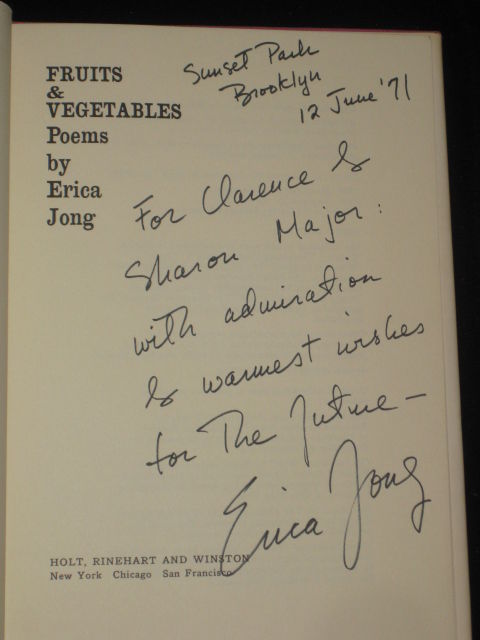 FRUITS
&
VEGETABLES
Poems
by
Erica
Jong
Sunset Park
Brooklyn
12 June '71
For Clarence &
Sharon Major:
with admiration
& warmest wishes
for The future —
Erica Jong
HOLT, RINEHART AND WINSTON
New York Chicago San Francisco